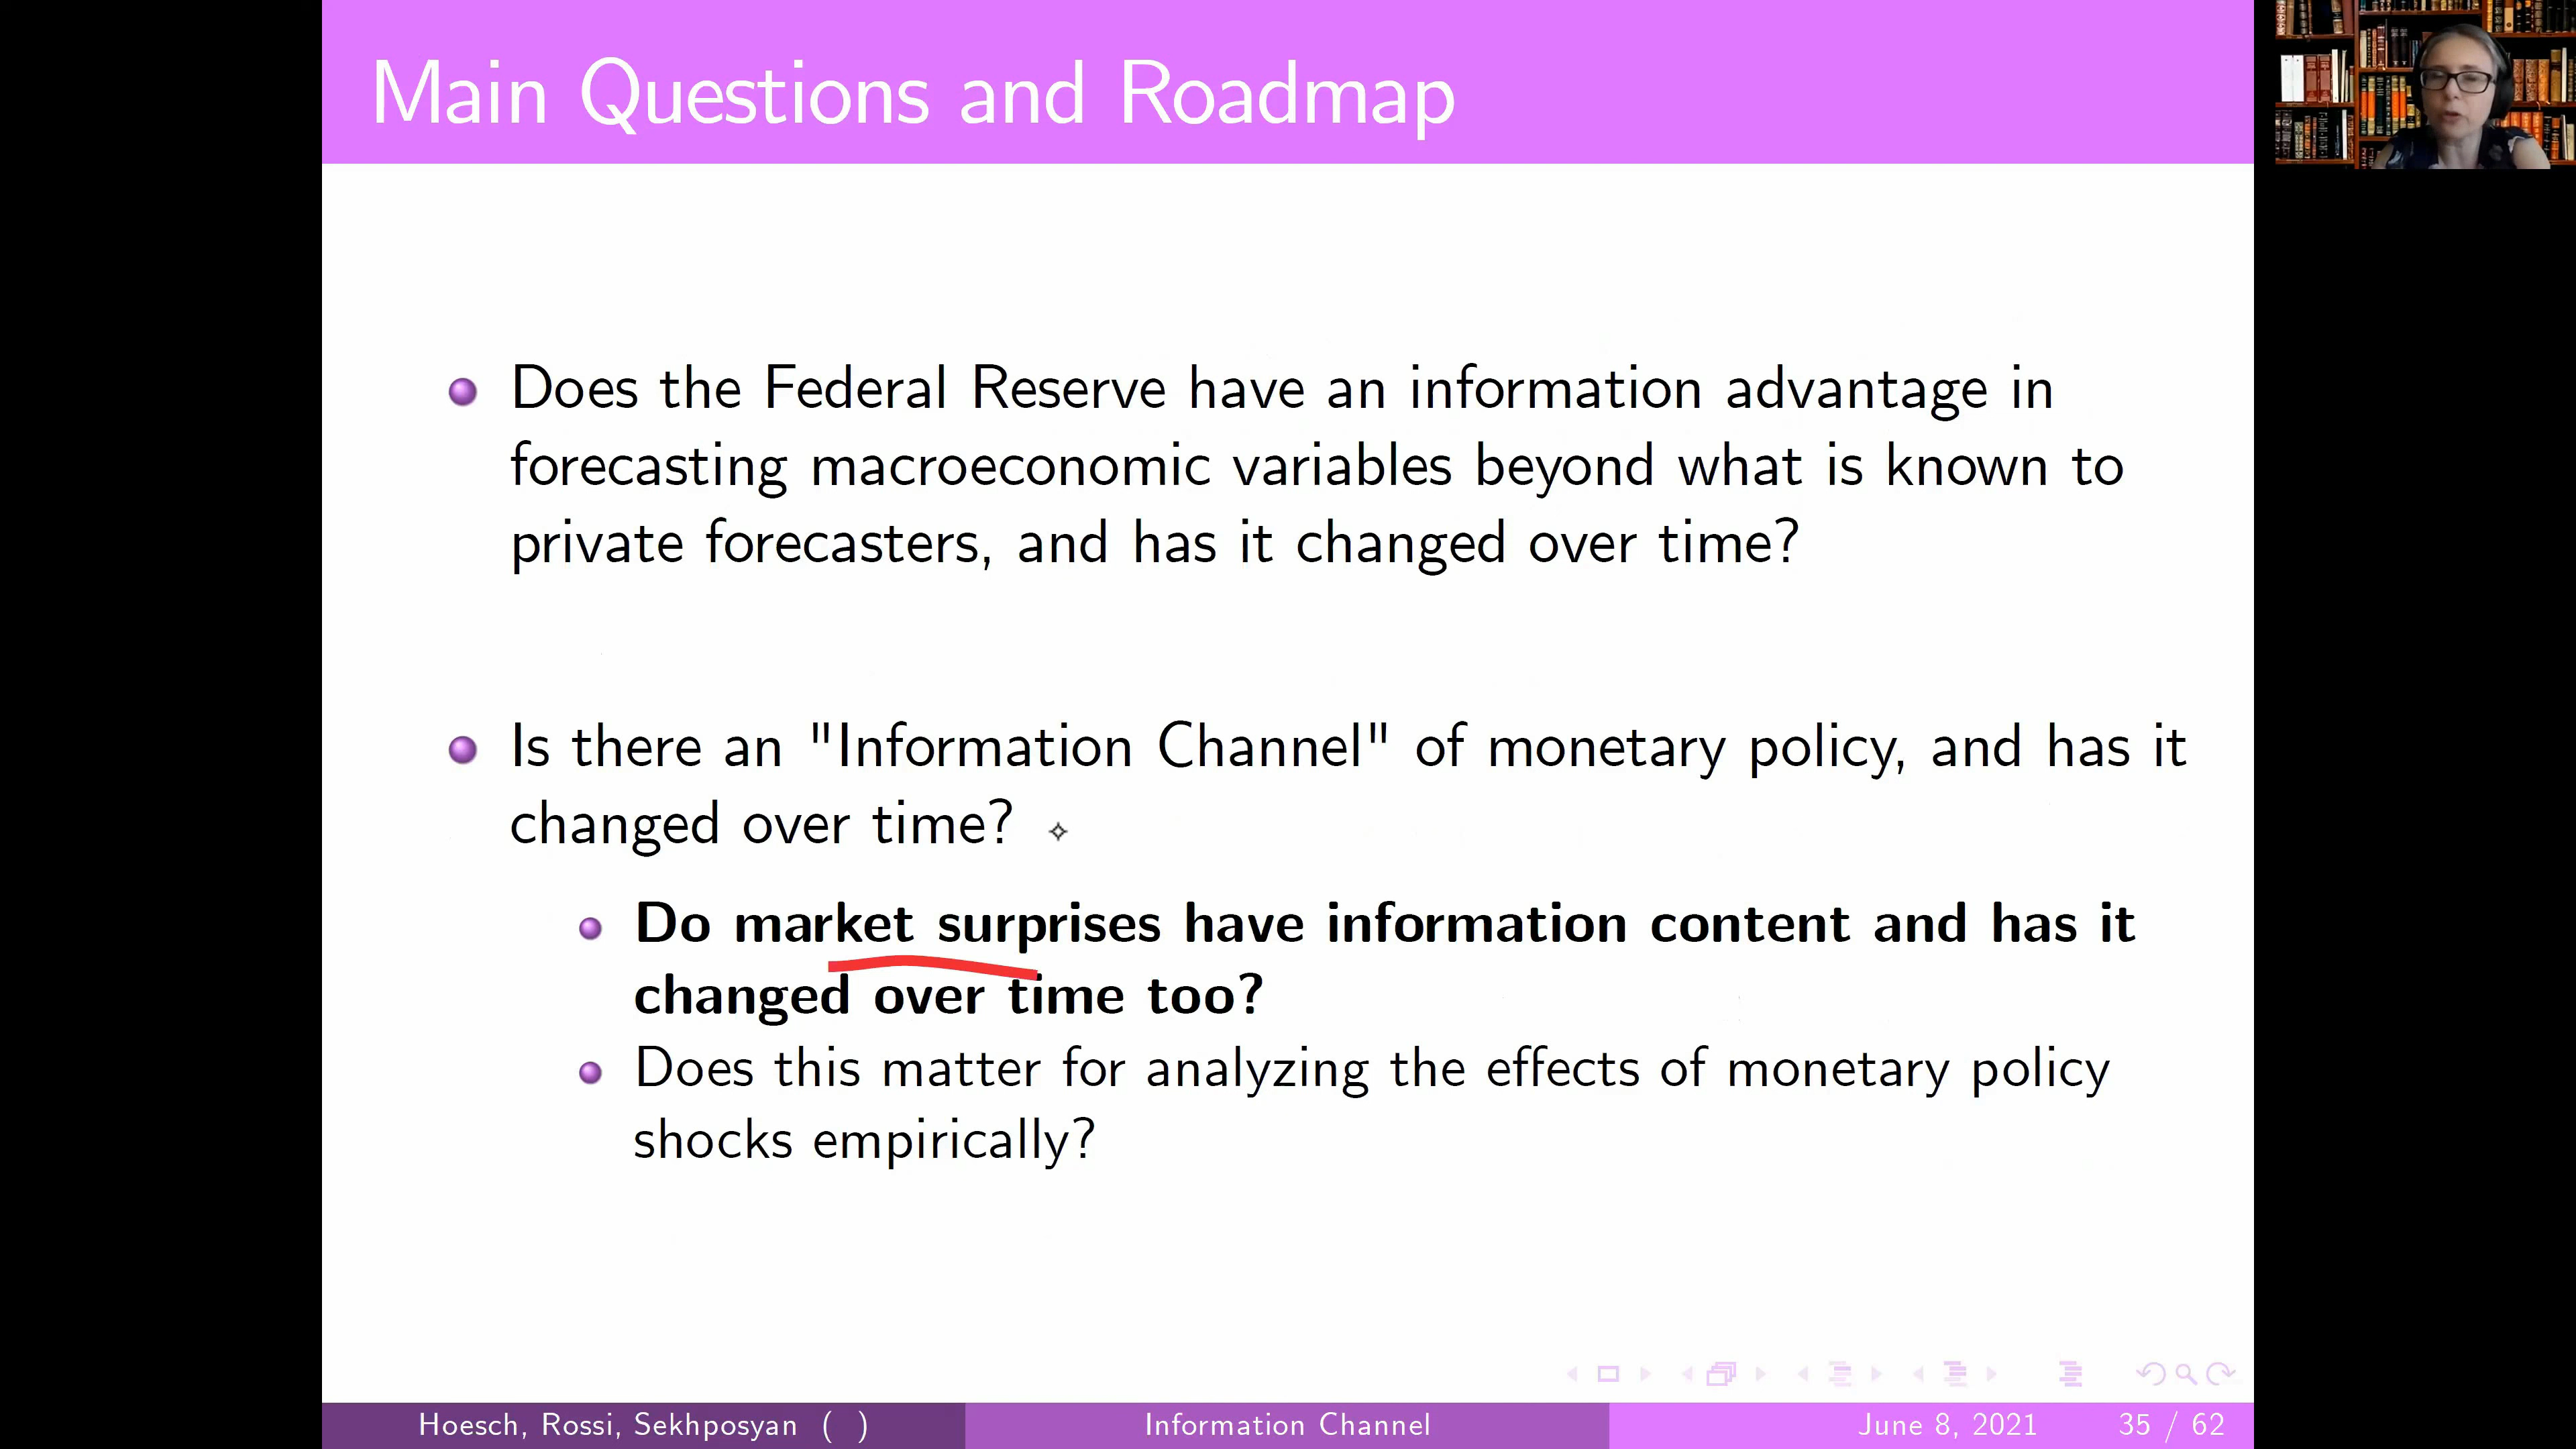 Main Questions and Roadmap
Does the Federal Reserve have an information advantage in
forecasting macroeconomic variables beyond what is known to
private forecasters, and has it changed over time?
Is there an "Information Channel" of monetary policy, and has it
changed over time?
Do market surprises have information content and has it
changed over time too?
Does this matter for analyzing the effects of monetary policy
shocks empirically?
Hoesch, Rossi, Sekhposyan ( )
Information Channel
June 8, 2021
35 / 62